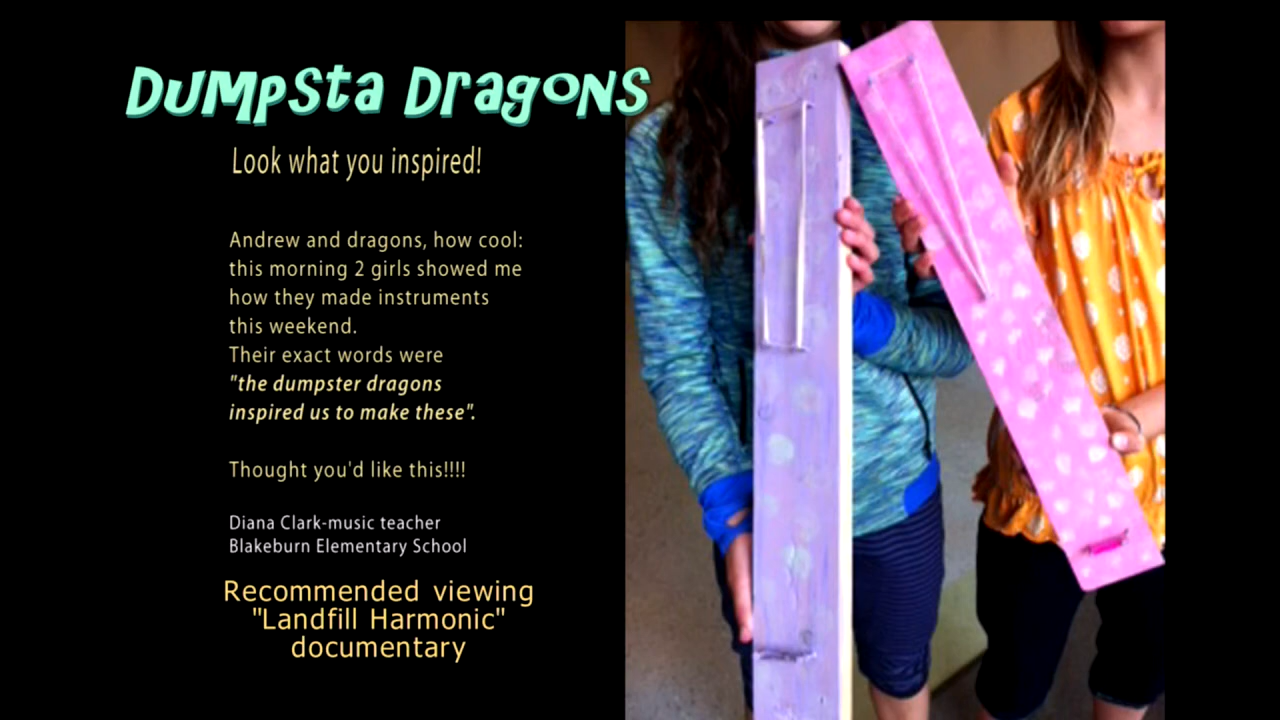 Dumpsta Dragons
Look what you inspired!
Andrew and dragons, how cool:
this morning 2 girls showed me
how they made instruments
this weekend.
Their exact words were
"the dumpster dragons
inspired us to make these".
Thought you'd like this!!!!
Diana Clark-music teacher
Blakeburn Elementary School
Recommended viewing
"Landfill Harmonic"
documentary